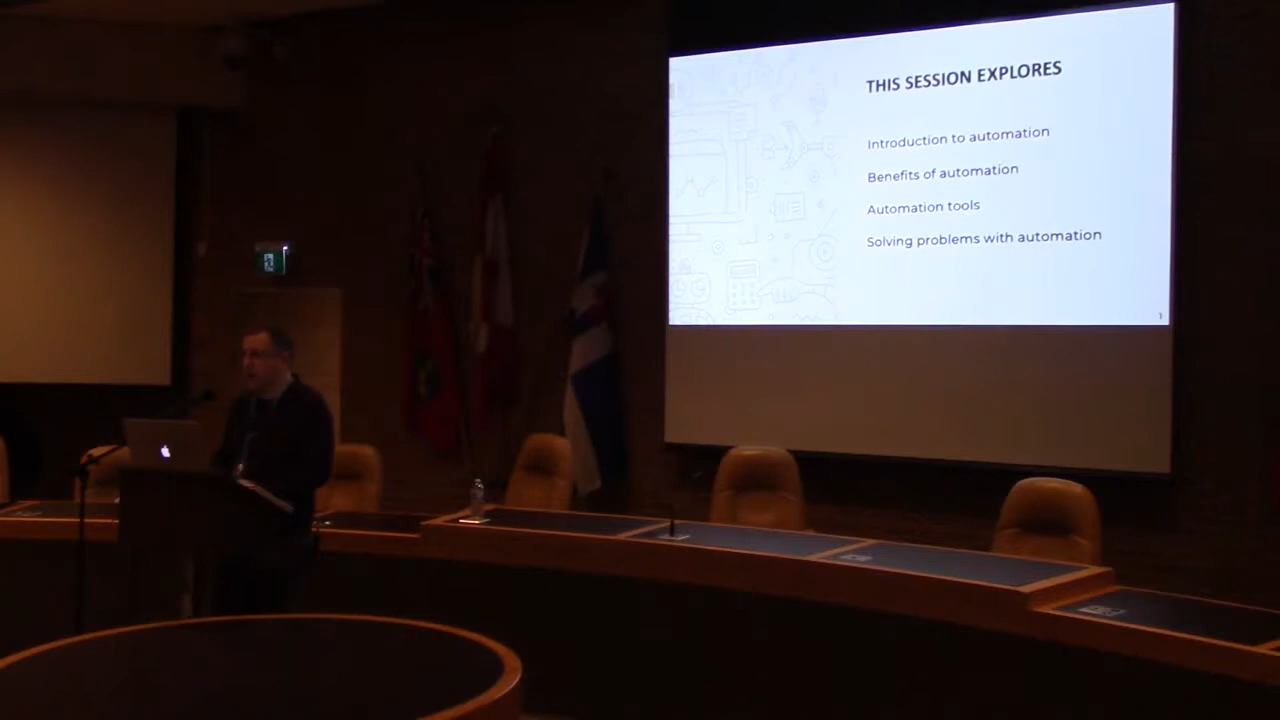 THIS SESSION EXPLORES
Introduction to automation
Benefits of automation
Automation tools
Solving problems with automation